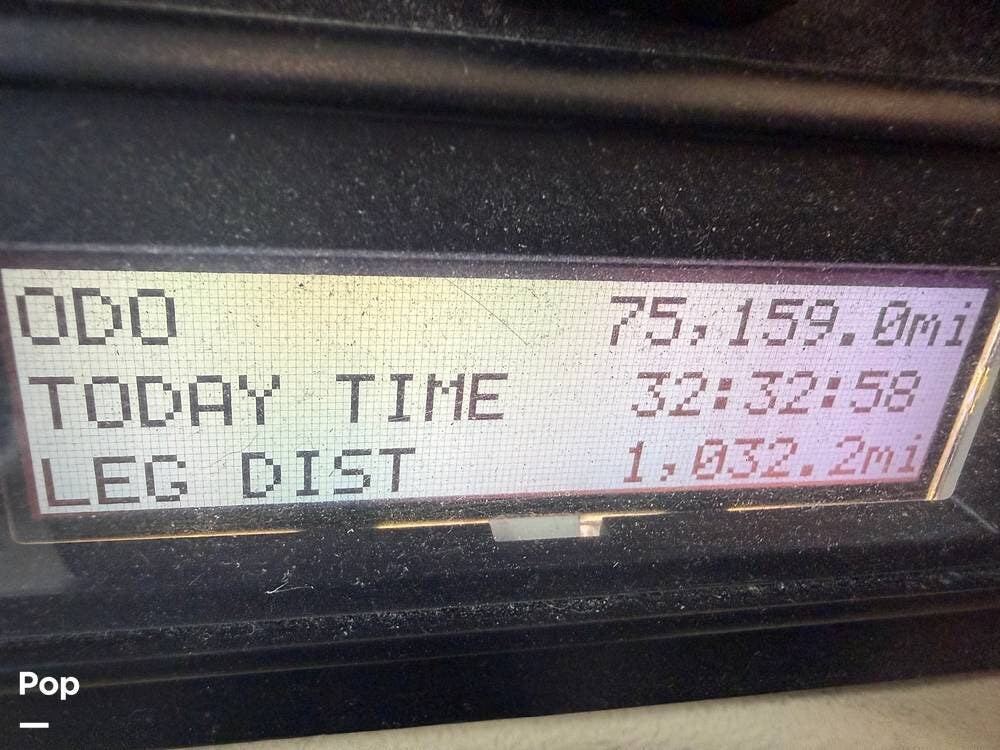 ODO 75,159.0mi
TODAY TIME 32:32:58
LEG DIST 1,032.2mi
Pop